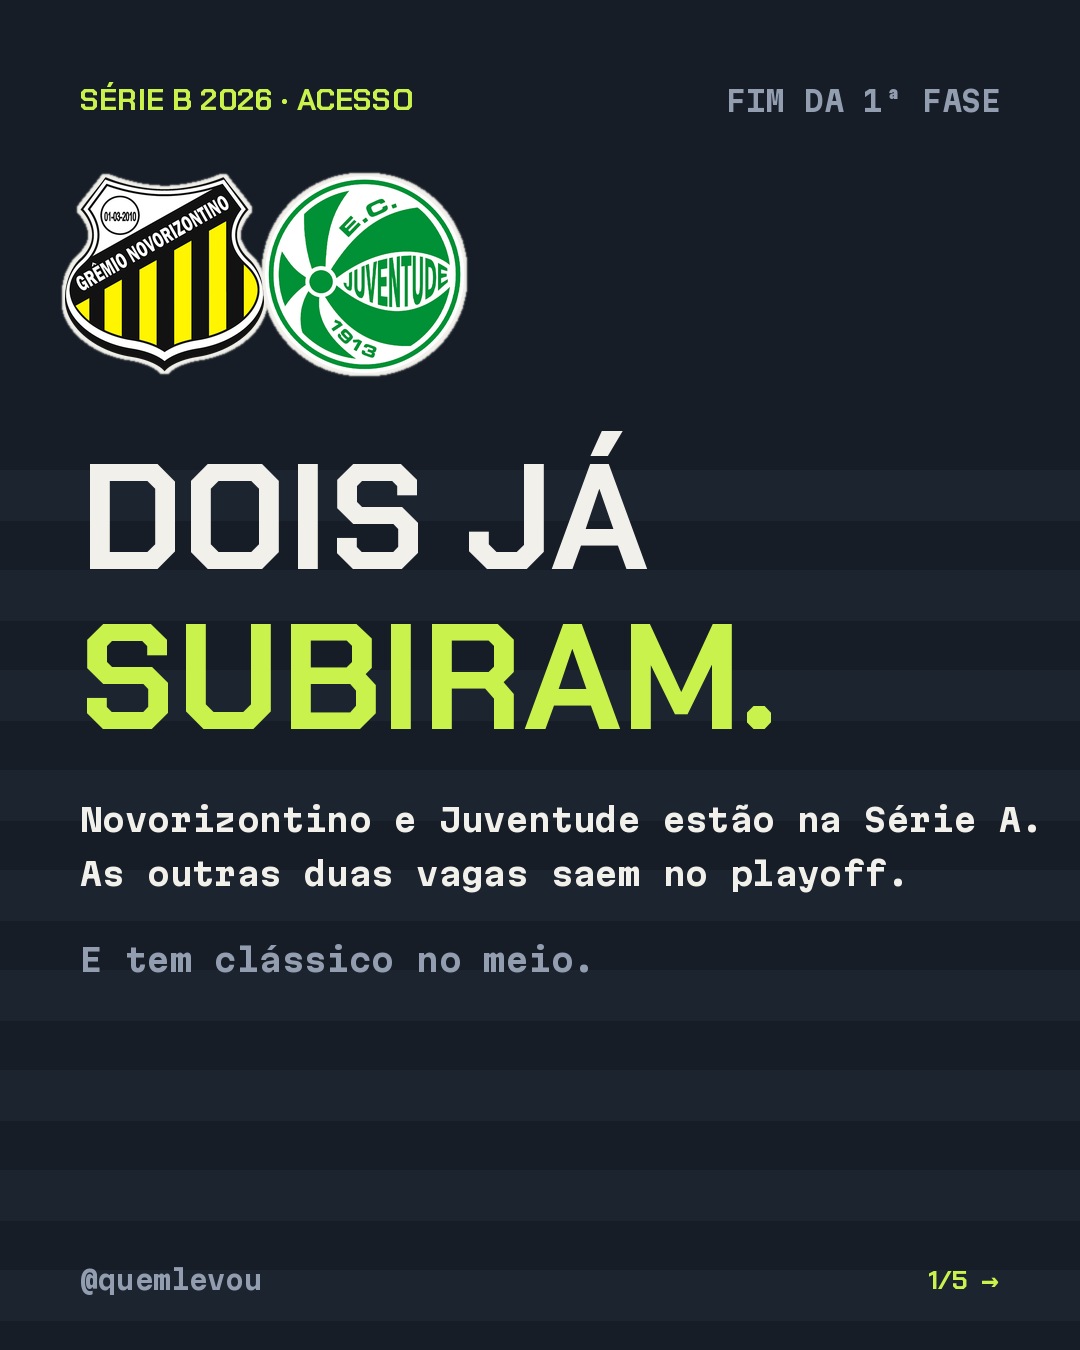 SÉRIE B 2026 · ACESSO
FIM DA 1ª FASE
01-03-2010
GRÊMIO NOVORIZONTINO
E.C.
JUVENTUDE
1913
DOIS JÁ
SUBIRAM.
Novorizontino e Juventude estão na Série A.
As outras duas vagas saem no playoff.
E tem clássico no meio.
@quemlevou
1/5 →